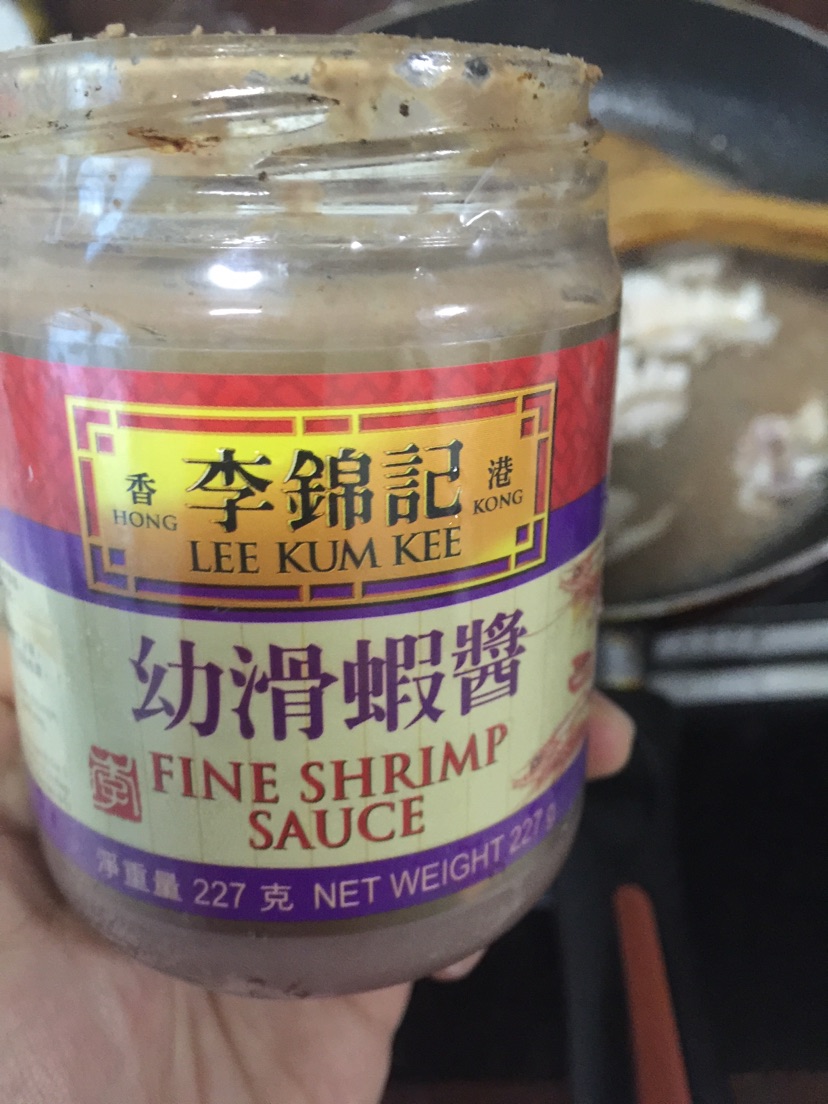 香 李錦記 港
HONG LEE KUM KEE KONG
幼滑蝦醬
FINE SHRIMP
SAUCE
淨重量 227 克 NET WEIGHT 227 g